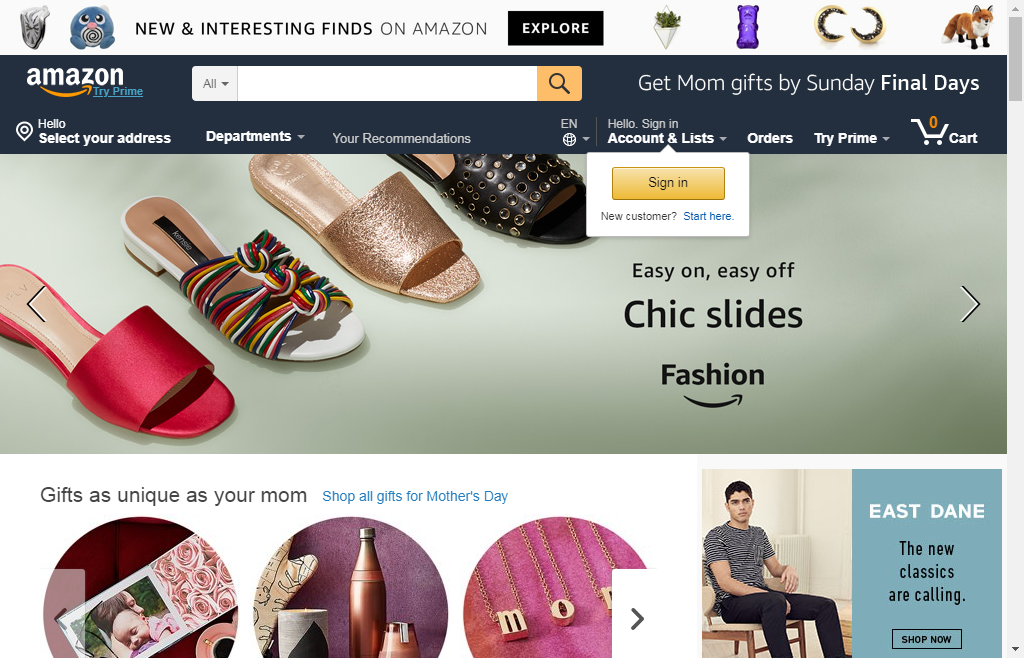 NEW & INTERESTING FINDS ON AMAZON
EXPLORE
amazon
Try Prime
All
Get Mom gifts by Sunday Final Days
Hello
Select your address
Departments
Your Recommendations
EN
Hello. Sign in
Account & Lists
Orders
Try Prime
0
Cart
Sign in
New customer? Start here.
kensie
Easy on, easy off
Chic slides
Fashion
Gifts as unique as your mom
Shop all gifts for Mother's Day
m
EAST DANE
The new
classics
are calling.
SHOP NOW